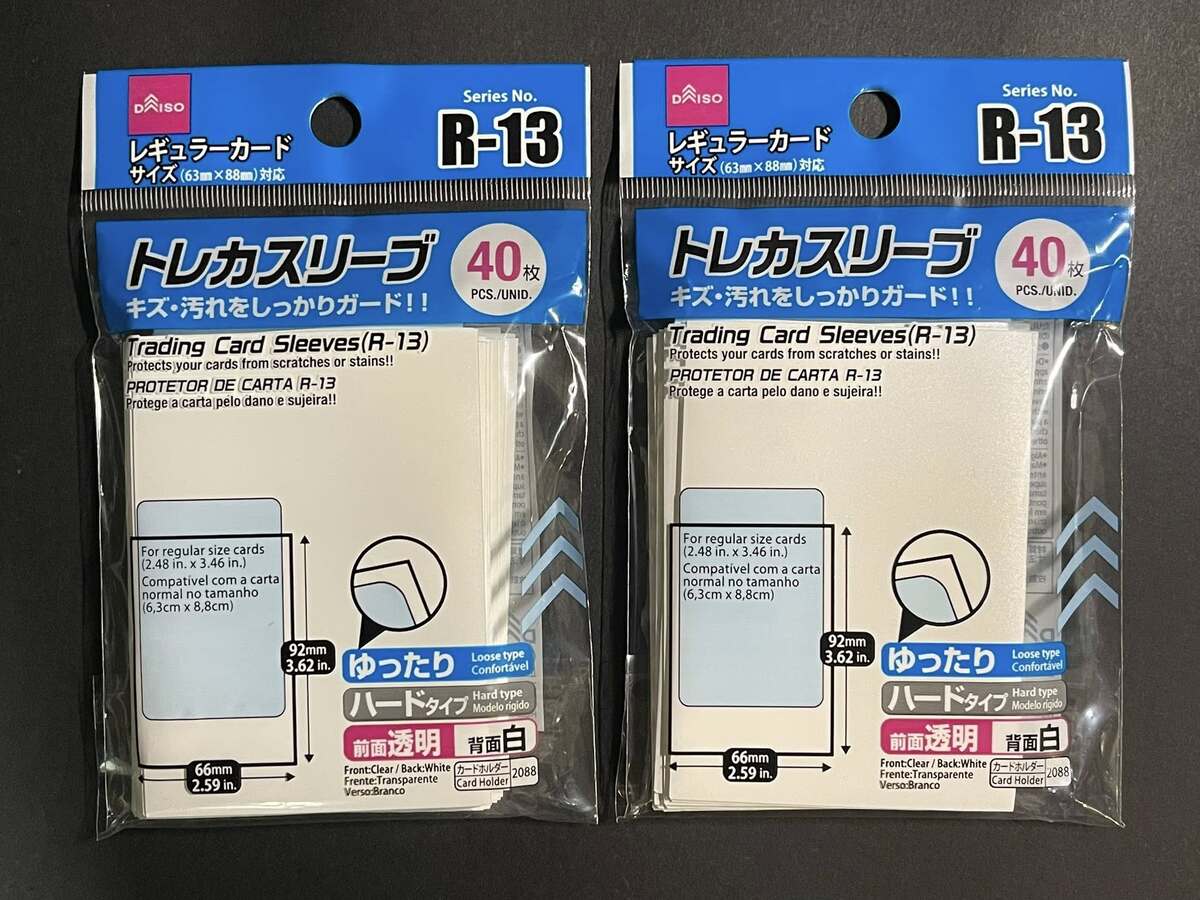 DAISO
Series No.
R-13
レギュラーカード
サイズ(63㎜×88㎜)対応
トレカスリーブ
40枚
PCS./UNID.
キズ・汚れをしっかりガード!!
Trading Card Sleeves(R-13)
Protects your cards from scratches or stains!!
PROTETOR DE CARTA R-13
Protege a carta pelo dano e sujeira!!
For regular size cards
(2.48 in. x 3.46 in.)
Compatível com a carta
normal no tamanho
(6,3cm x 8,8cm)
92mm
3.62 in.
66mm
2.59 in.
ゆったり
Loose type
Confortável
ハードタイプ
Hard type
Modelo rigido
前面透明
背面白
Front:Clear / Back:White
Frente:Transparente
Verso:Branco
カードホルダー
Card Holder
2088
DAISO
Series No.
R-13
レギュラーカード
サイズ(63㎜×88㎜)対応
トレカスリーブ
40枚
PCS./UNID.
キズ・汚れをしっかりガード!!
Trading Card Sleeves(R-13)
Protects your cards from scratches or stains!!
PROTETOR DE CARTA R-13
Protege a carta pelo dano e sujeira!!
For regular size cards
(2.48 in. x 3.46 in.)
Compatível com a carta
normal no tamanho
(6,3cm x 8,8cm)
92mm
3.62 in.
66mm
2.59 in.
ゆったり
Loose type
Confortável
ハードタイプ
Hard type
Modelo rigido
前面透明
背面白
Front:Clear / Back:White
Frente:Transparente
Verso:Branco
カードホルダー
Card Holder
2088